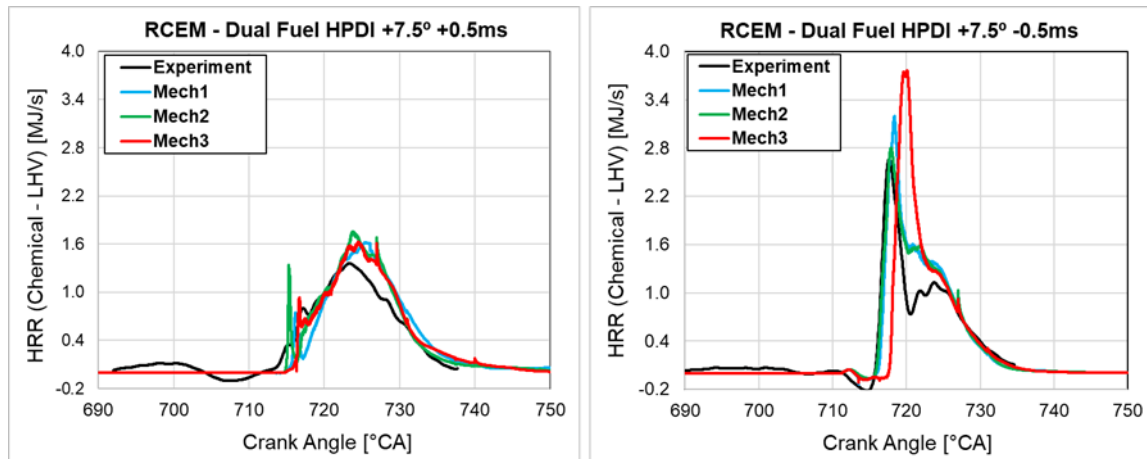 RCEM - Dual Fuel HPDI +7.5º +0.5ms
4.0
3.4
2.8
2.2
1.6
1.0
0.4
-0.2
HRR (Chemical - LHV) [MJ/s]
Experiment
Mech1
Mech2
Mech3
690 700 710 720 730 740 750
Crank Angle [°CA]
RCEM - Dual Fuel HPDI +7.5º -0.5ms
4.0
3.4
2.8
2.2
1.6
1.0
0.4
-0.2
HRR (Chemical - LHV) [MJ/s]
Experiment
Mech1
Mech2
Mech3
690 700 710 720 730 740 750
Crank Angle [°CA]